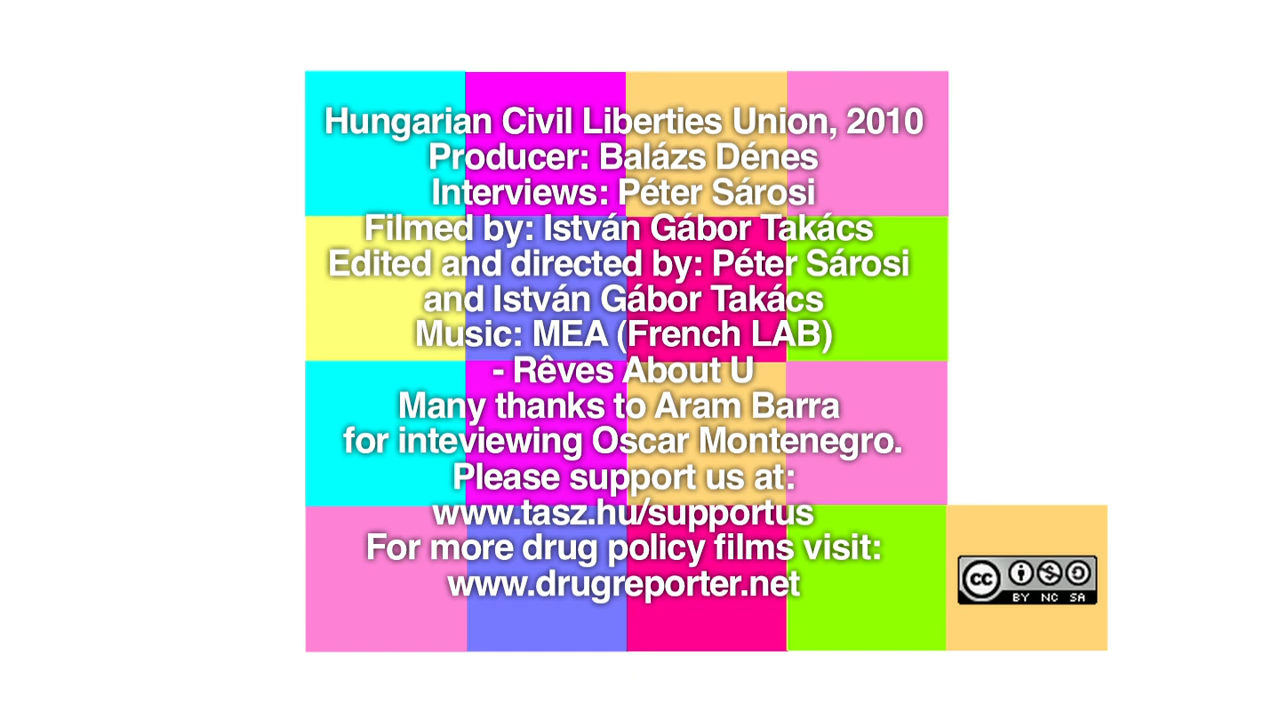 Hungarian Civil Liberties Union, 2010
Producer: Balázs Dénes
Interviews: Péter Sárosi
Filmed by: István Gábor Takács
Edited and directed by: Péter Sárosi
and István Gábor Takács
Music: MEA (French LAB)
- Rêves About U
Many thanks to Aram Barra
for inteviewing Oscar Montenegro.
Please support us at:
www.tasz.hu/supportus
For more drug policy films visit:
www.drugreporter.net
cc
BY NC SA